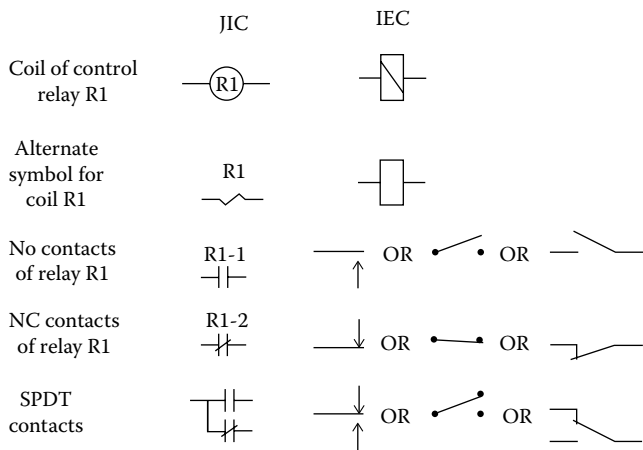 JIC IEC
Coil of control
relay R1
R1
Alternate
symbol for
coil R1
R1
No contacts
of relay R1
R1-1
OR OR
NC contacts
of relay R1
R1-2
OR OR
SPDT
contacts
OR OR